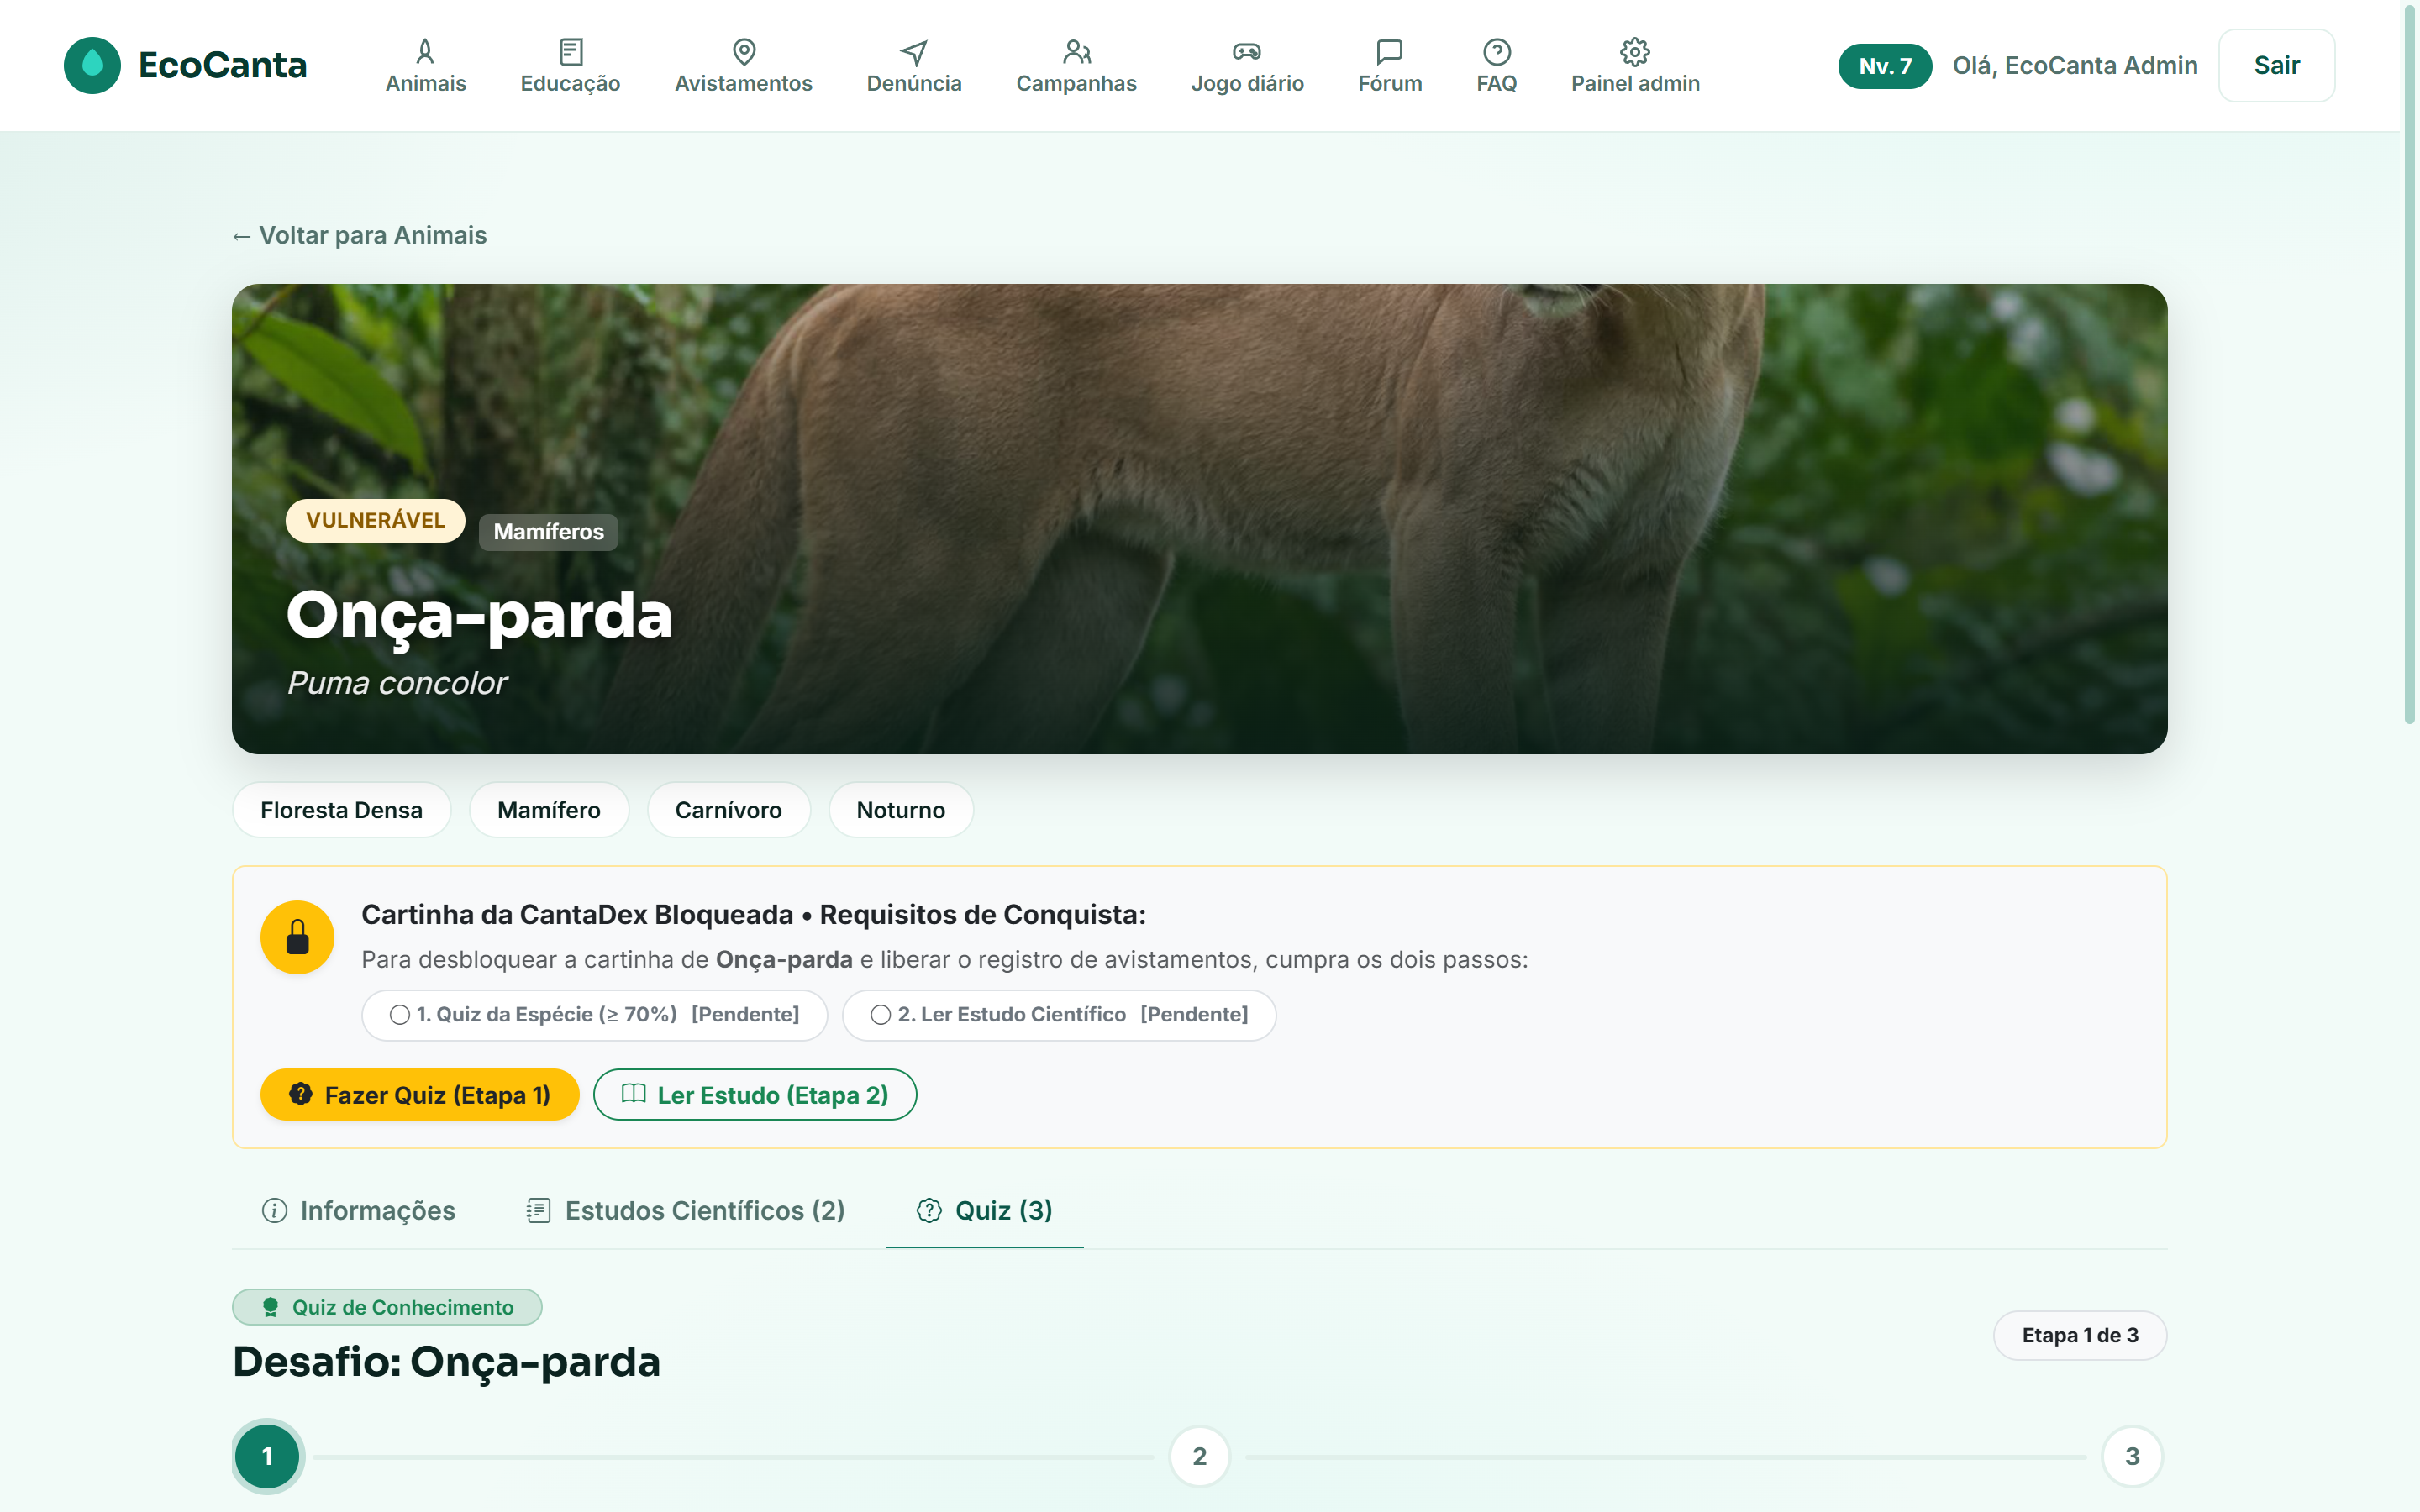 EcoCanta
Animais
Educação
Avistamentos
Denúncia
Campanhas
Jogo diário
Fórum
FAQ
Painel admin
Nv. 7
Olá, EcoCanta Admin
Sair
← Voltar para Animais
VULNERÁVEL
Mamíferos
Onça-parda
Puma concolor
Floresta Densa
Mamífero
Carnívoro
Noturno
Cartinha da CantaDex Bloqueada • Requisitos de Conquista:
Para desbloquear a cartinha de Onça-parda e liberar o registro de avistamentos, cumpra os dois passos:
1. Quiz da Espécie (≥ 70%) [Pendente]
2. Ler Estudo Científico [Pendente]
Fazer Quiz (Etapa 1)
Ler Estudo (Etapa 2)
Informações
Estudos Científicos (2)
Quiz (3)
Quiz de Conhecimento
Desafio: Onça-parda
Etapa 1 de 3
1
2
3